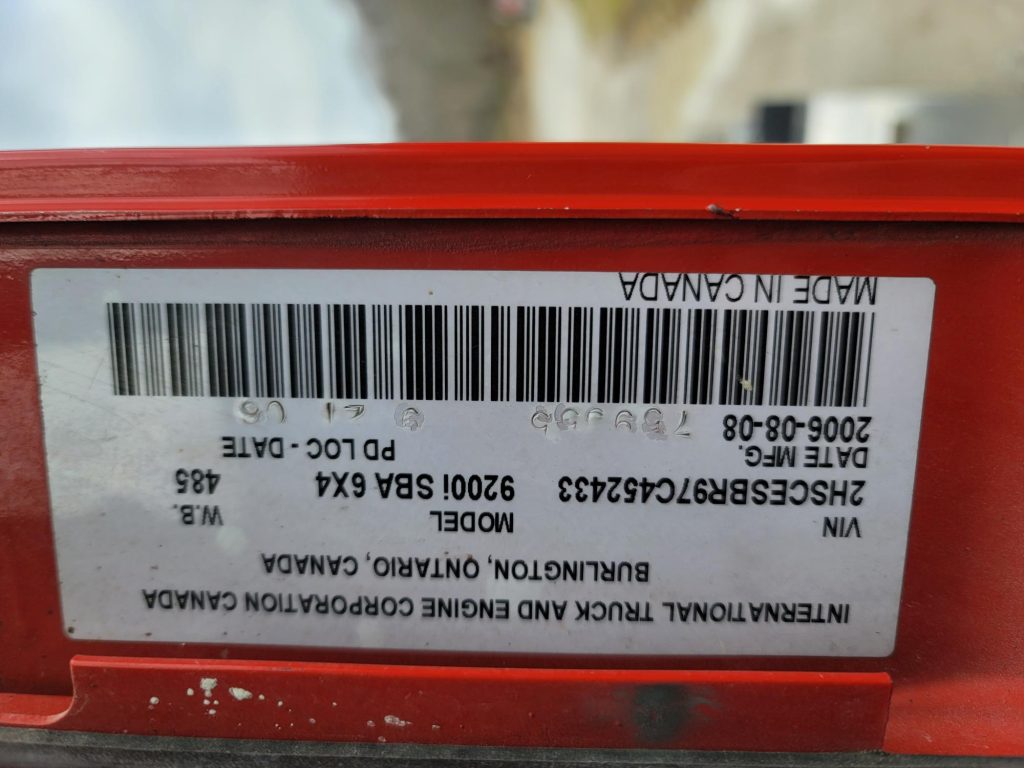 INTERNATIONAL TRUCK AND ENGINE CORPORATION CANADA
BURLINGTON, ONTARIO, CANADA
VIN MODEL W.B.
2HSCESBR97C452433 9200i SBA 6X4 485
DATE MFG. PD LOC - DATE
2006-08-08
MADE IN CANADA